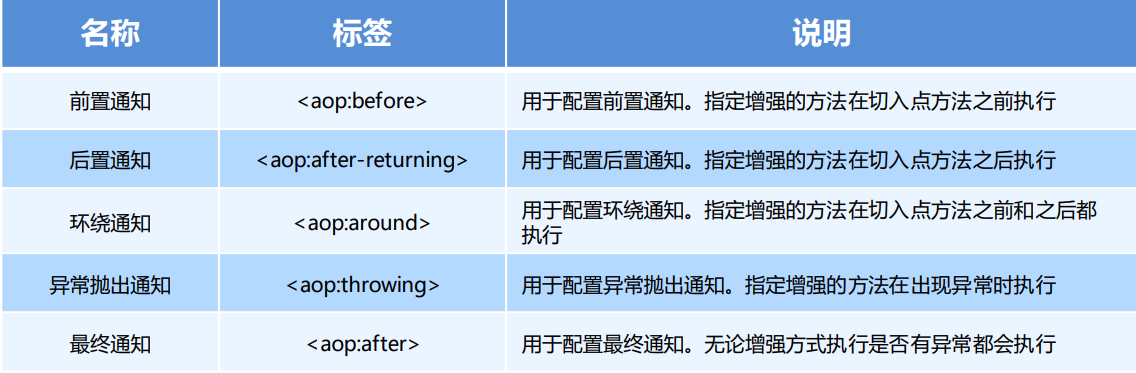 名称 标签 说明
前置通知 <aop:before> 用于配置前置通知。指定增强的方法在切入点方法之前执行
后置通知 <aop:after-returning> 用于配置后置通知。指定增强的方法在切入点方法之后执行
环绕通知 <aop:around> 用于配置环绕通知。指定增强的方法在切入点方法之前和之后都
执行
异常抛出通知 <aop:throwing> 用于配置异常抛出通知。指定增强的方法在出现异常时执行
最终通知 <aop:after> 用于配置最终通知。无论增强方式执行是否有异常都会执行